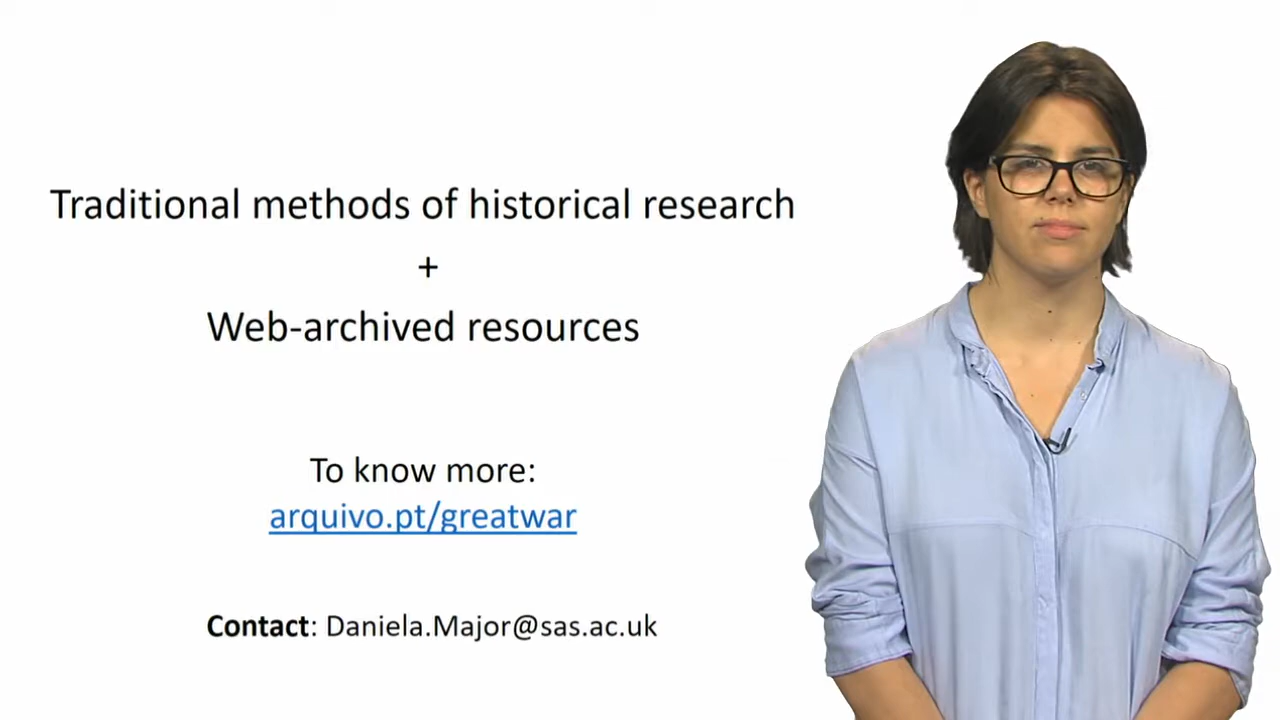 Traditional methods of historical research
+
Web-archived resources
To know more:
arquivo.pt/greatwar
Contact: Daniela.Major@sas.ac.uk